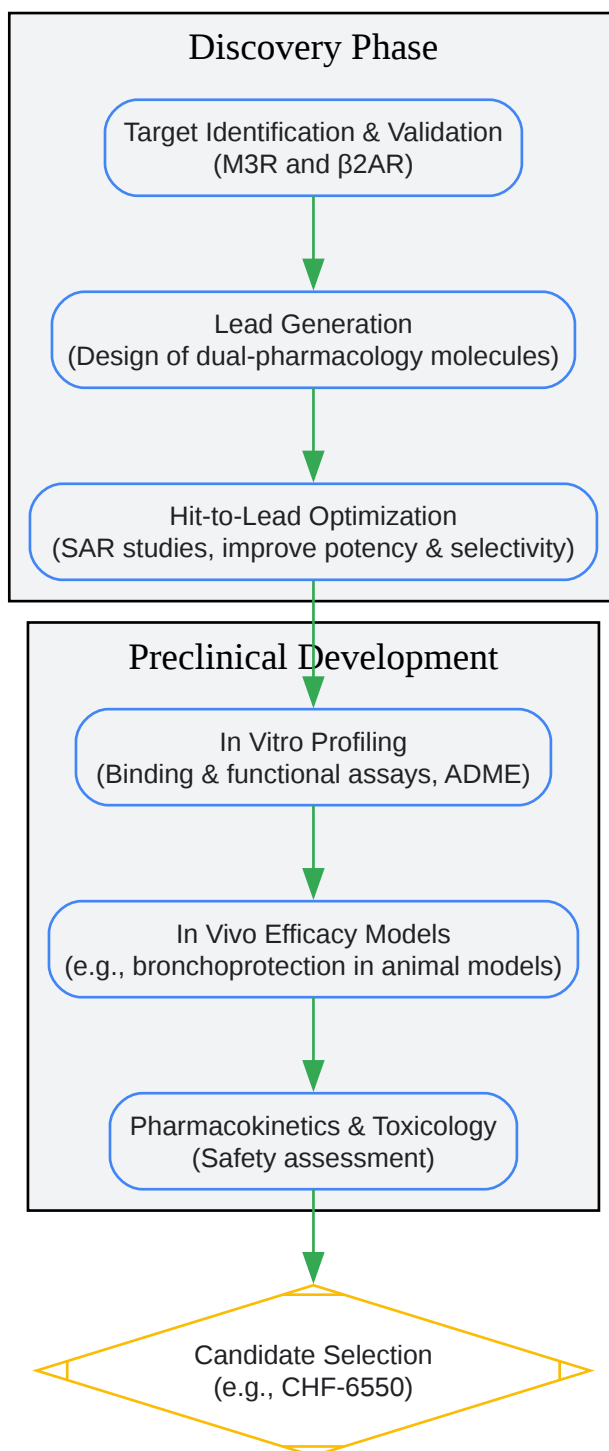 Discovery Phase
Target Identification & Validation
(M3R and β2AR)
Lead Generation
(Design of dual-pharmacology molecules)
Hit-to-Lead Optimization
(SAR studies, improve potency & selectivity)
Preclinical Development
In Vitro Profiling
(Binding & functional assays, ADME)
In Vivo Efficacy Models
(e.g., bronchoprotection in animal models)
Pharmacokinetics & Toxicology
(Safety assessment)
Candidate Selection
(e.g., CHF-6550)